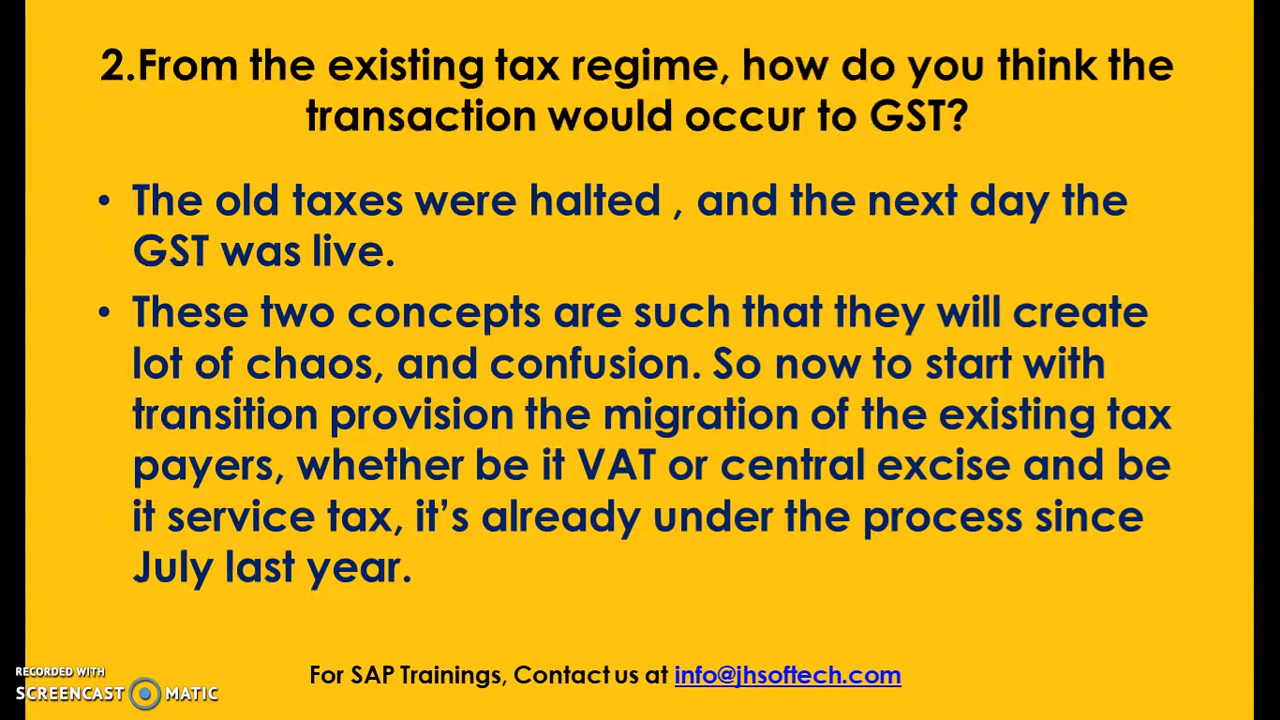 2.From the existing tax regime, how do you think the
transaction would occur to GST?
• The old taxes were halted , and the next day the
GST was live.
• These two concepts are such that they will create
lot of chaos, and confusion. So now to start with
transition provision the migration of the existing tax
payers, whether be it VAT or central excise and be
it service tax, it's already under the process since
July last year.
For SAP Trainings, Contact us at info@jhsoftech.com
RECORDED WITH
SCREENCAST MATIC